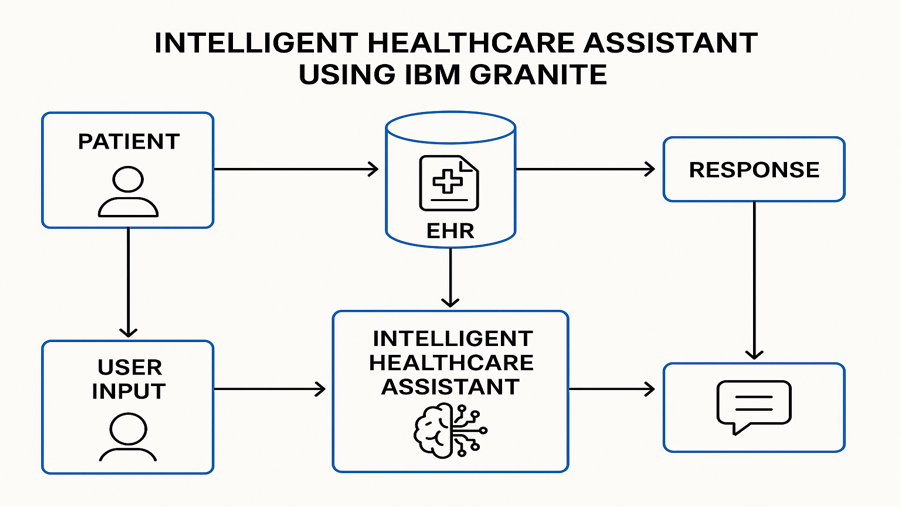 INTELLIGENT HEALTHCARE ASSISTANT
USING IBM GRANITE
PATIENT
EHR
RESPONSE
USER
INPUT
INTELLIGENT
HEALTHCARE
ASSISTANT